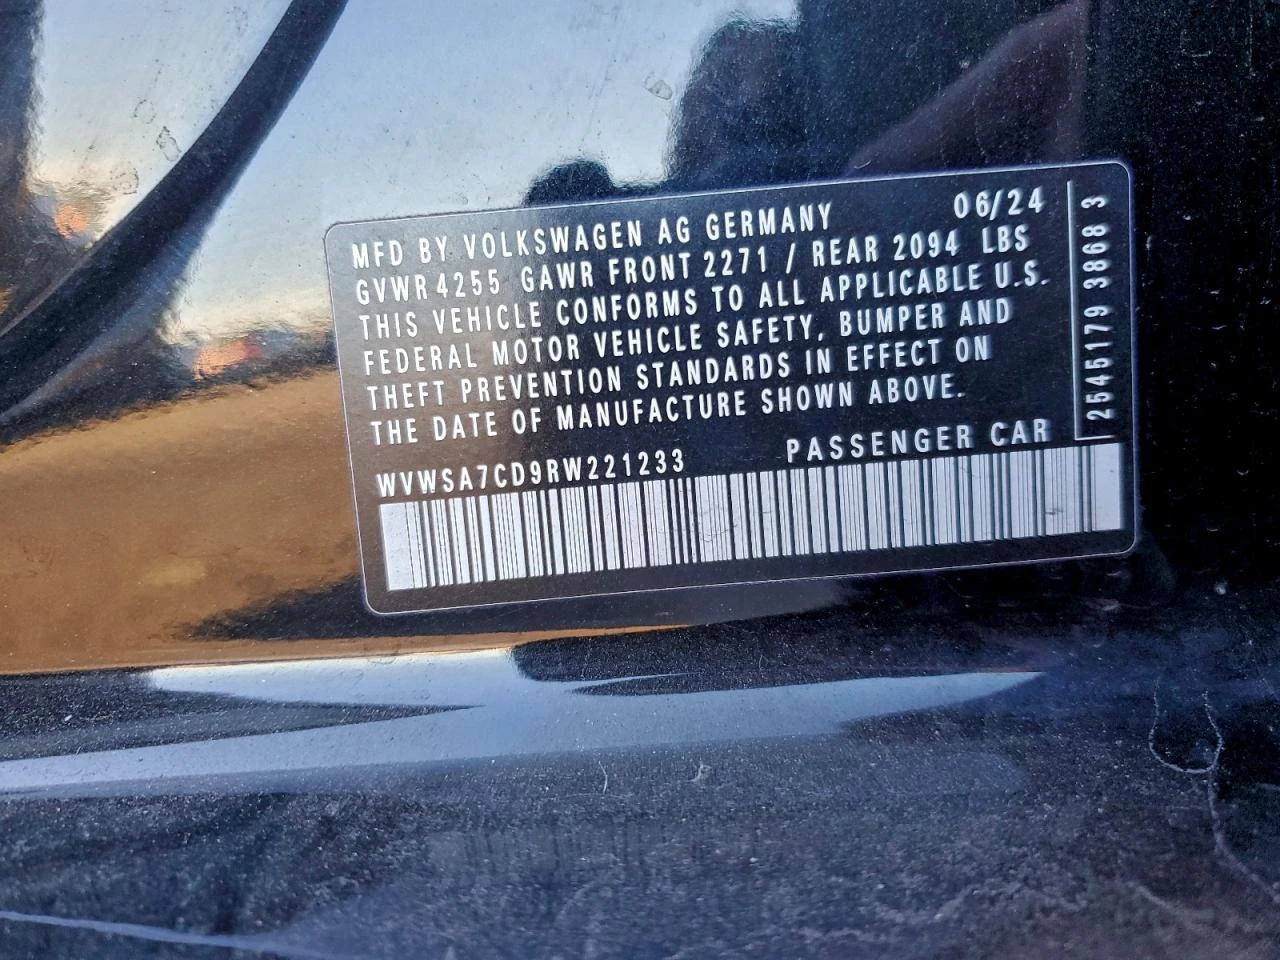 MFD BY. VOLKSWAGEN AG GERMANY 06/24
GVWR 4255 GAWR FRONT 2271 / REAR 2094 LBS
THIS VEHICLE CONFORMS TO ALL APPLICABLE U.S.
FEDERAL MOTOR VEHICLE SAFETY, BUMPER AND
THEFT PREVENTION STANDARDS IN EFFECT ON
THE DATE OF MANUFACTURE SHOWN ABOVE.
WVWSA7CD9RW221233 PASSENGER CAR
2545179 3868 3